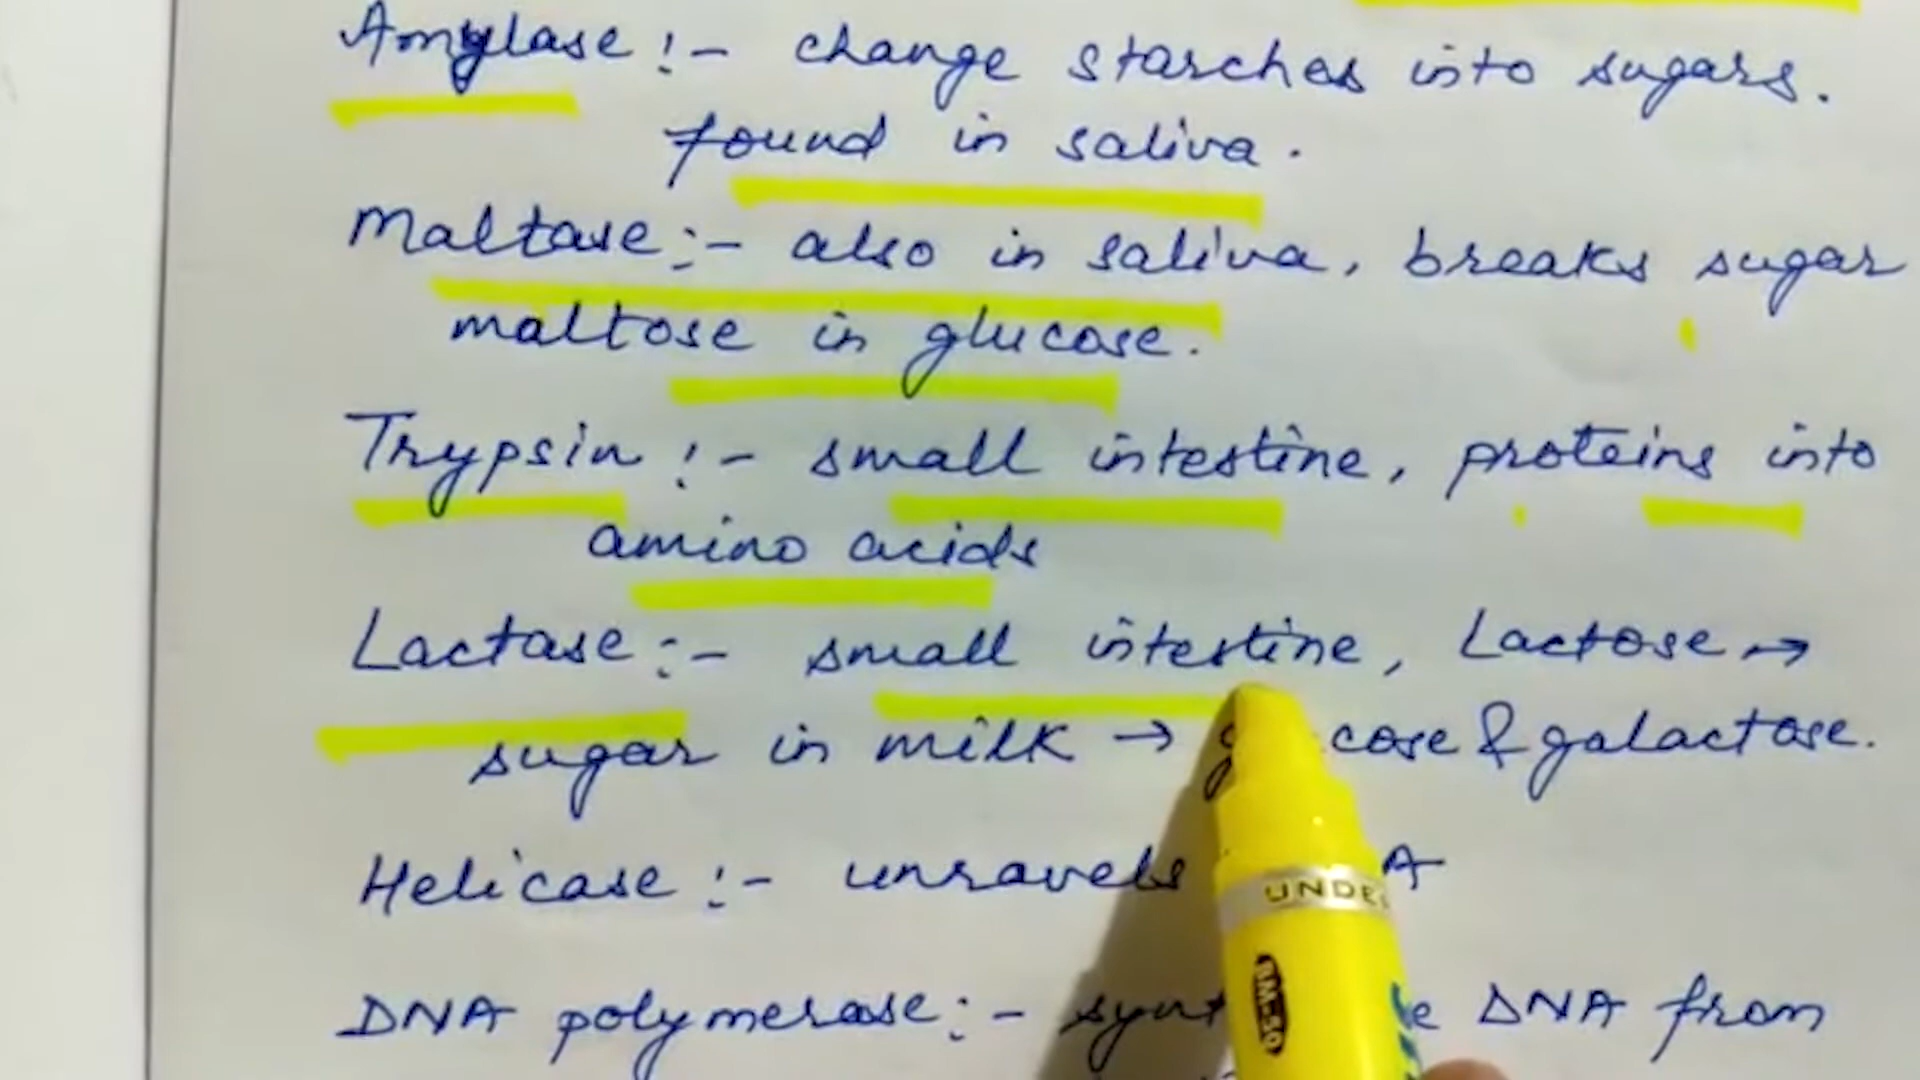 Amylase :- change starches into sugars.
found in saliva.
Maltase :- also in saliva, breaks sugar
maltose in glucose.
Trypsin :- small intestine, proteins into
amino acids
Lactase :- small intestine, Lactose →
sugar in milk → cose & galactose.
Helicase :- unravels A
DNA polymerase :- synt e DNA from
UNDE